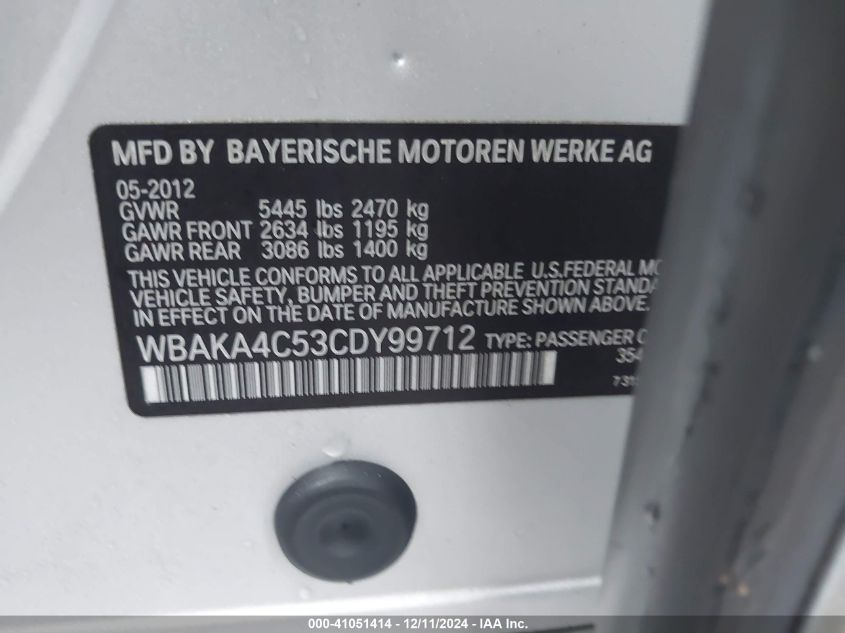 MFD BY BAYERISCHE MOTOREN WERKE AG
05-2012
GVWR 5445 lbs 2470 kg
GAWR FRONT 2634 lbs 1195 kg
GAWR REAR 3086 lbs 1400 kg
THIS VEHICLE CONFORMS TO ALL APPLICABLE U.S.FEDERAL
VEHICLE SAFETY, BUMPER AND THEFT PREVENTION
IN EFFECT ON THE DATE OF MANUFACTURE SHOWN ABOVE.
WBAKA4C53CDY99712 TYPE: PASSENGER
000-41051414 - 12/11/2024 - IAA Inc.